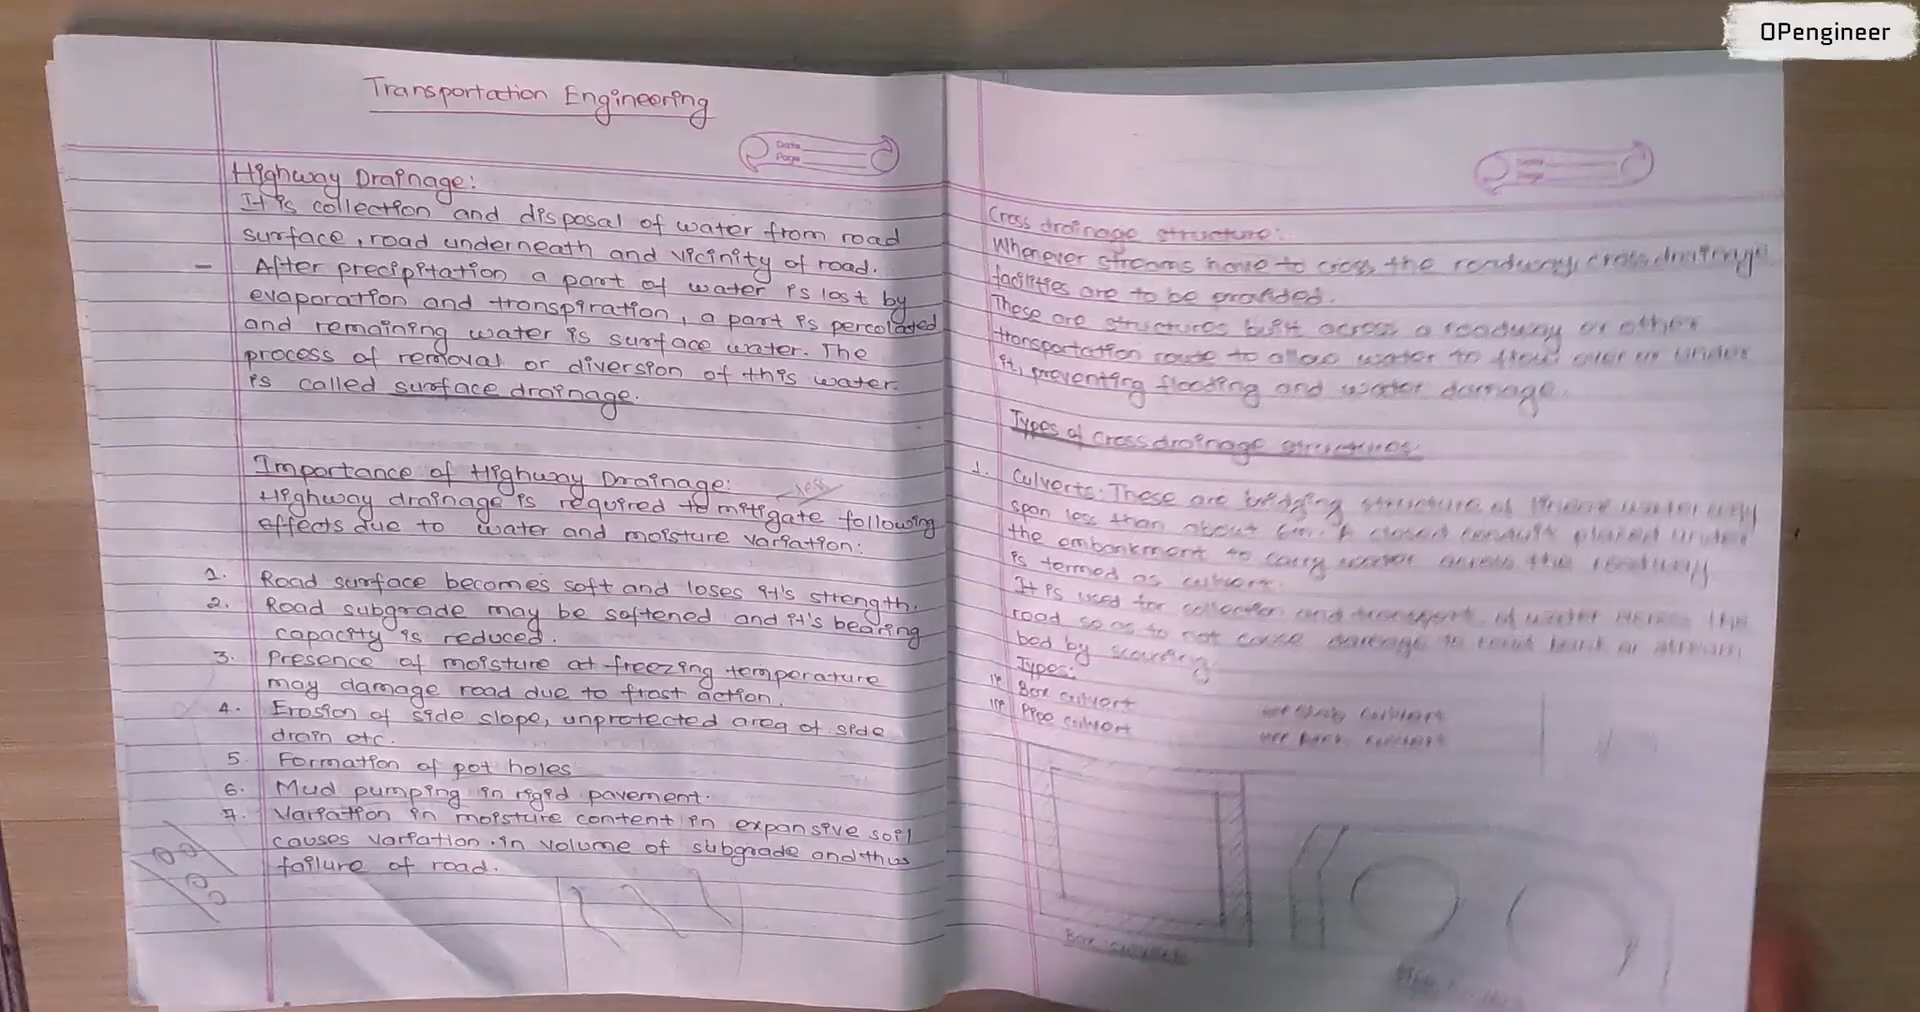 OPengineer
Transportation Engineering
Date
Page
Highway Drainage:
It is collection and disposal of water from road
surface, road underneath and vicinity of road.
- After precipitation a part of water is lost by
evaporation and transpiration, a part is percolated
and remaining water is surface water. The
process of removal or diversion of this water
is called surface drainage.
Importance of Highway Drainage:
Highway drainage is required to mitigate following
effects due to water and moisture variation:
1. Road surface becomes soft and loses it's strength.
2. Road subgrade may be softened and it's bearing
capacity is reduced.
3. Presence of moisture at freezing temperature
may damage road due to frost action.
4. Erosion of side slope, unprotected area of side
drain etc.
5. Formation of pot holes
6. Mud pumping in rigid pavement.
7. Variation in moisture content in expansive soil
causes variation in volume of subgrade and thus
failure of road.
Cross drainage structure:
Whenever streams have to cross the roadway, cross drainage
facilities are to be provided.
These are structures built across a roadway or other
transportation route to allow water to flow over or under
it, preventing flooding and water damage.
Types of cross drainage structures:
1. Culverts: These are bridging structure of
span less than about 6m. A closed conduit placed under
the embankment to carry water across the roadway
is termed as culvert.
It is used for collection and transport of water across the
road so as to not cause damage to road bank or stream
bed by scouring.
Types:
i) Box culvert
ii) Pipe culvert
Box culvert